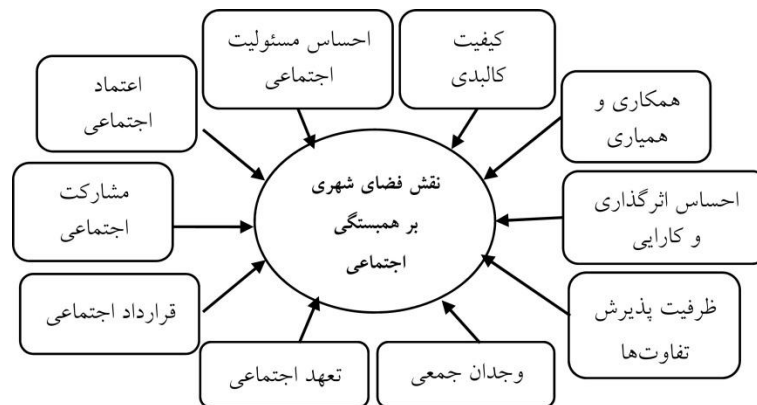 کیفیت
کالبدی
احساس مسئولیت
اجتماعی
اعتماد
اجتماعی
همکاری و
همیاری
نقش فضای شهری
بر همبستگی
اجتماعی
مشارکت
اجتماعی
احساس اثرگذاری
و کارایی
قرارداد اجتماعی
ظرفیت پذیرش
تفاوت‌ها
تعهد اجتماعی
وجدان جمعی